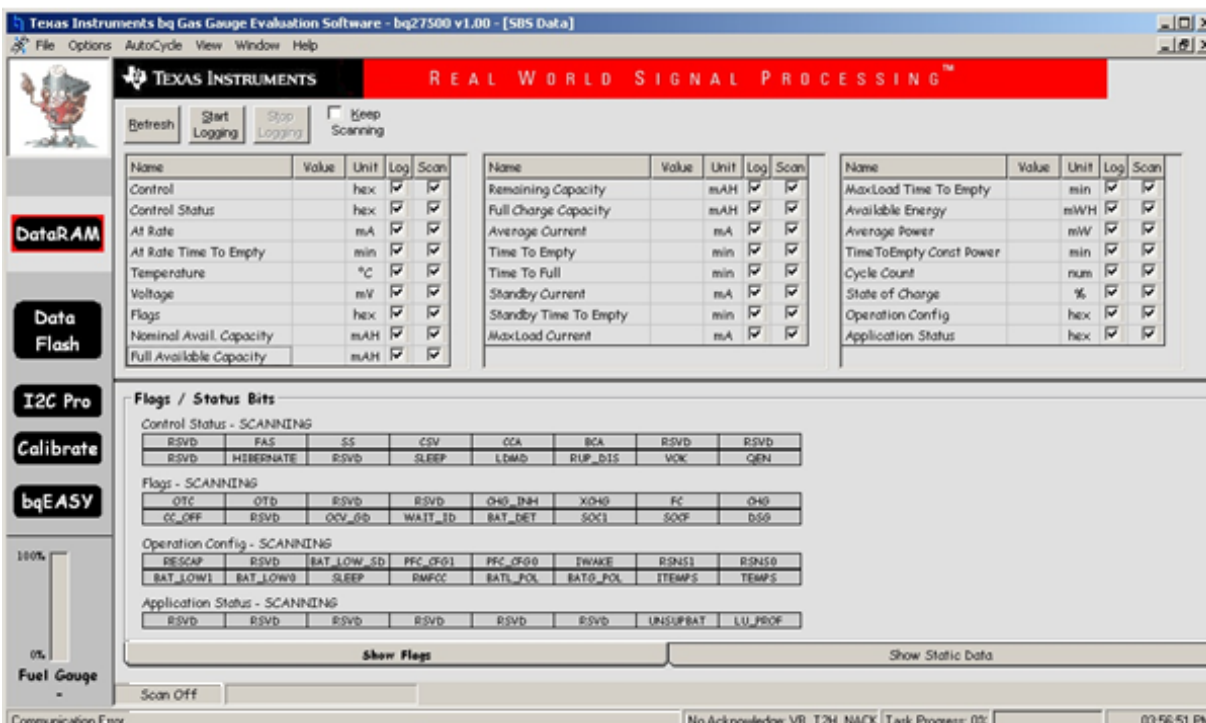 Texas Instruments bq Gas Gauge Evaluation Software - bq27500 v1.00 - [SBS Data]
File Options AutoCycle View Window Help
TEXAS INSTRUMENTS REAL WORLD SIGNAL PROCESSING™
Refresh Start Logging Stop Logging Keep Scanning
Name Value Unit Log Scan Name Value Unit Log Scan Name Value Unit Log Scan
Control hex Remaining Capacity mAH MaxLoad Time To Empty min
Control Status hex Full Charge Capacity mAH Available Energy mWH
At Rate mA Average Current mA Average Power mW
At Rate Time To Empty min Time To Empty min TimeToEmpty Const Power min
Temperature °C Time To Full min Cycle Count num
Voltage mV Standby Current mA State of Charge %
Flags hex Standby Time To Empty min Operation Config hex
Nominal Avail. Capacity mAH MaxLoad Current mA Application Status hex
Full Available Capacity mAH
DataRAM
Data
Flash
I2C Pro
Calibrate
bqEASY
100%
0%
Fuel Gauge
-
Flags / Status Bits
Control Status - SCANNING
RSVD FAS SS CSV CCA BCA RSVD RSVD
RSVD HIBERNATE RSVD SLEEP LDMD RUP_DIS VOK QEN
Flags - SCANNING
OTC OTD RSVD RSVD CHG_INH XCHG FC CHG
CC_OFF RSVD OCV_GD WAIT_ID BAT_DET SOC1 SOCF DSG
Operation Config - SCANNING
RESCAP RSVD BAT_LOW_SD PFC_CFG1 PFC_CFG0 IWAKE RSNS1 RSNS0
BAT_LOW1 BAT_LOW0 SLEEP RMFCC BATL_POL BATG_POL ITEMPS TEMPS
Application Status - SCANNING
RSVD RSVD RSVD RSVD RSVD RSVD UNSUPBAT LU_PROF
Show Flags Show Static Data
Scan Off
Communication Error No Acknowledge: VB_I2H_NACK Task Progress: 0% 03:56:51 PM